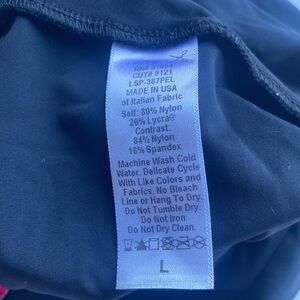 CUT# 9121
LSP-387PEL
MADE IN USA
of Italian Fabric
Self: 80% Nylon
20% Lycra®
Contrast:
84% Nylon
16% Spandex
Machine Wash Cold
Water. Delicate Cycle
With Like Colors and
Fabrics. No Bleach
Line or Hang To Dry.
Do Not Tumble Dry.
Do Not Iron
Do Not Dry Clean.
L